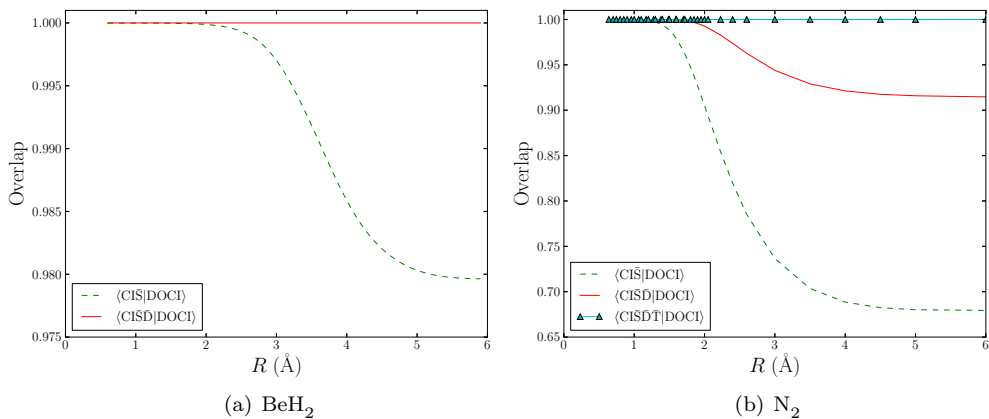 1.000
0.995
0.990
0.985
0.980
0.975
Overlap
⟨CIS̄|DOCI⟩
⟨CIS̄D̄|DOCI⟩
0 1 2 3 4 5 6
R (Å)
(a) BeH₂
1.00
0.95
0.90
0.85
0.80
0.75
0.70
0.65
Overlap
⟨CIS̄|DOCI⟩
⟨CIS̄D̄|DOCI⟩
⟨CIS̄D̄T̄|DOCI⟩
0 1 2 3 4 5 6
R (Å)
(b) N₂